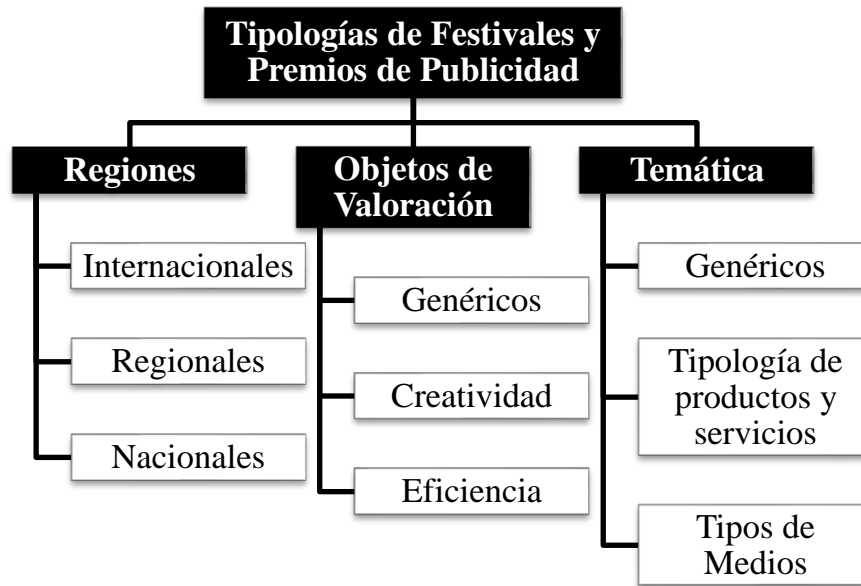 Tipologías de Festivales y
Premios de Publicidad
Regiones
Internacionales
Regionales
Nacionales
Objetos de
Valoración
Genéricos
Creatividad
Eficiencia
Temática
Genéricos
Tipología de
productos y
servicios
Tipos de
Medios